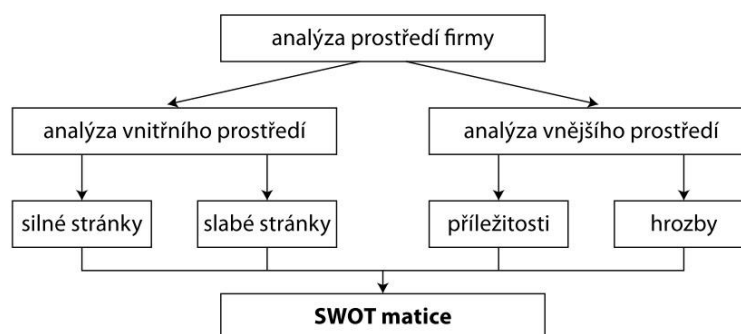 analýza prostředí firmy
analýza vnitřního prostředí
analýza vnějšího prostředí
silné stránky
slabé stránky
příležitosti
hrozby
SWOT matice